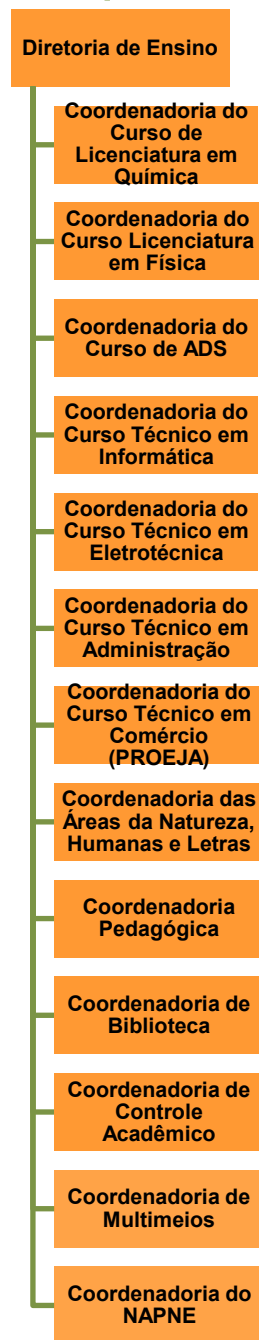 Diretoria de Ensino
Coordenadoria do
Curso de
Licenciatura em
Química
Coordenadoria do
Curso Licenciatura
em Física
Coordenadoria do
Curso de ADS
Coordenadoria do
Curso Técnico em
Informática
Coordenadoria do
Curso Técnico em
Eletrotécnica
Coordenadoria do
Curso Técnico em
Administração
Coordenadoria do
Curso Técnico em
Comércio
(PROEJA)
Coordenadoria das
Áreas da Natureza,
Humanas e Letras
Coordenadoria
Pedagógica
Coordenadoria de
Biblioteca
Coordenadoria de
Controle
Acadêmico
Coordenadoria de
Multimeios
Coordenadoria do
NAPNE